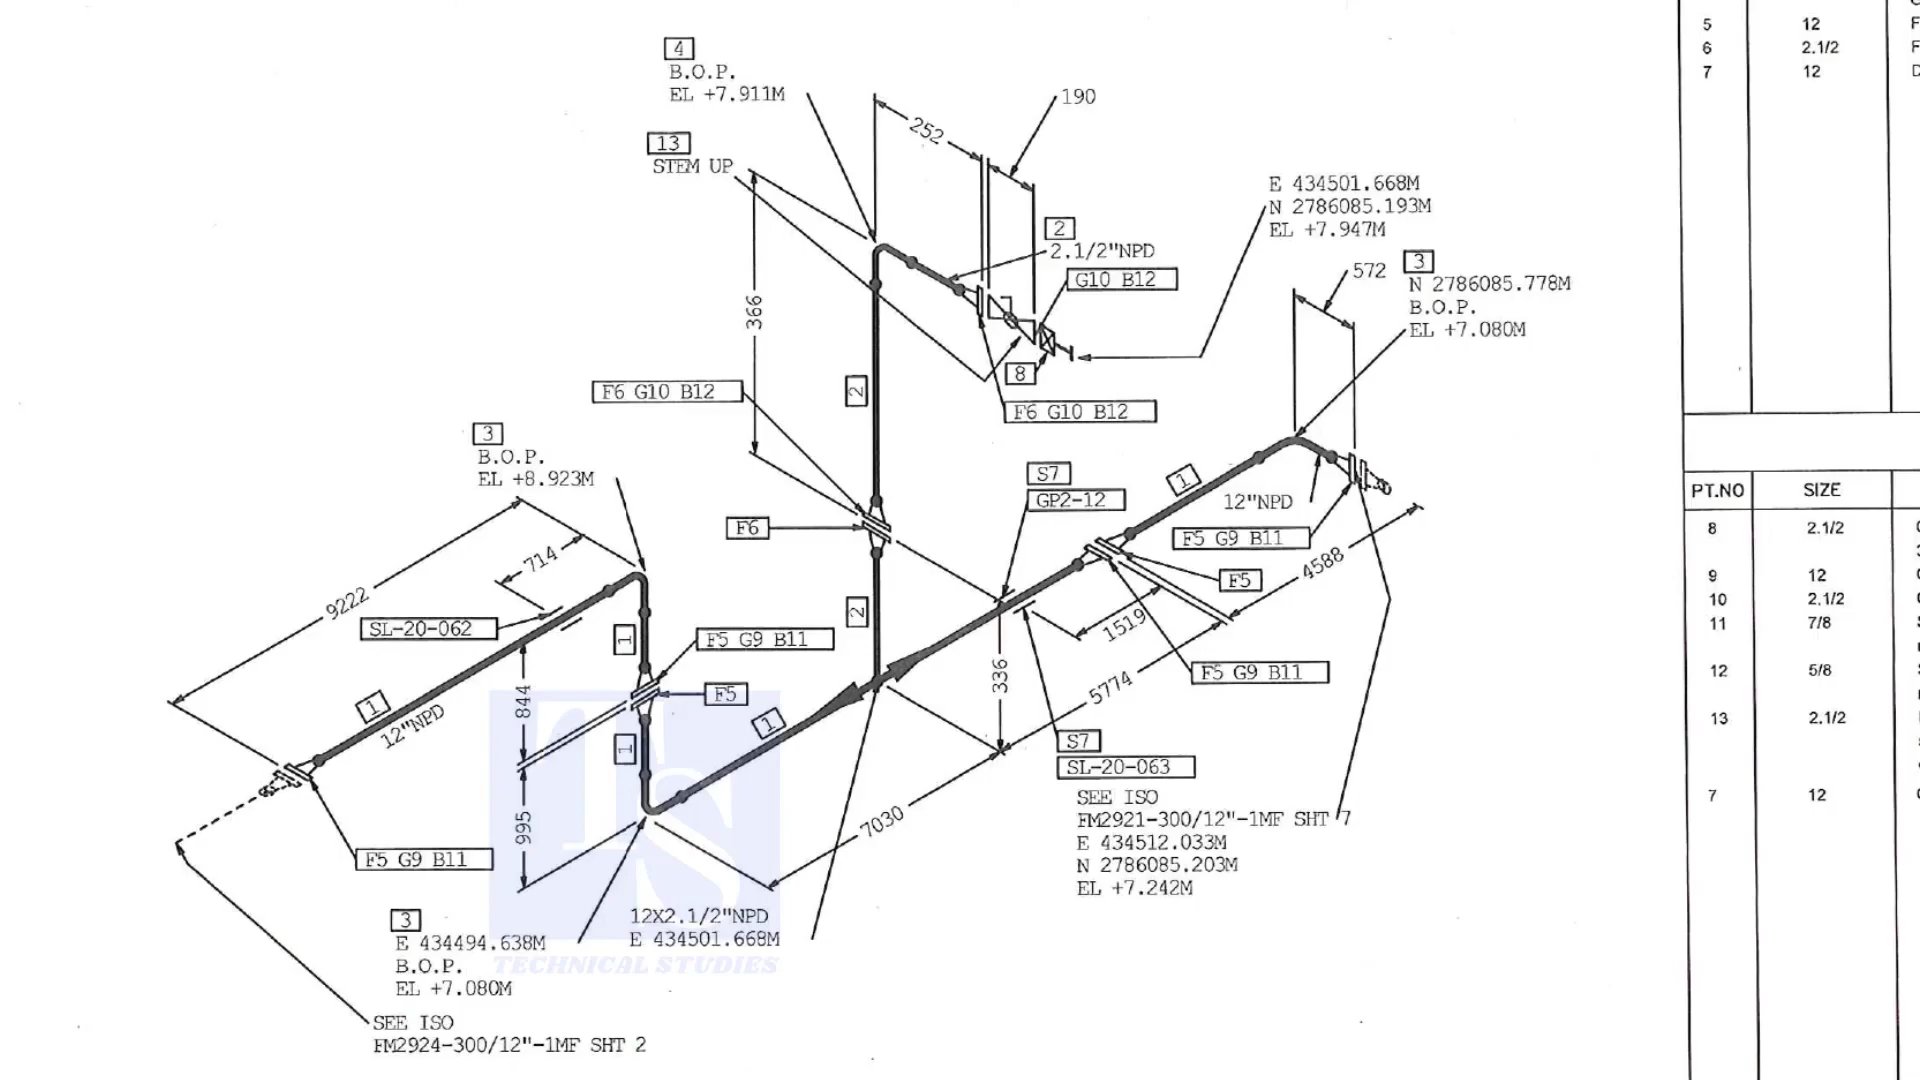 4
B.O.P.
EL +7.911M
13
STEM UP
252
190
E 434501.668M
N 2786085.193M
EL +7.947M
2
2.1/2"NPD
G10 B12
572
3
N 2786085.778M
B.O.P.
EL +7.080M
366
8
F6 G10 B12
2
F6 G10 B12
3
B.O.P.
EL +8.923M
S7
GP2-12
1
12"NPD
F6
F5 G9 B11
4588
F5
714
9222
SL-20-062
1
F5 G9 B11
2
1519
336
F5 G9 B11
5774
F5
844
1
12"NPD
1
1
S7
SL-20-063
SEE ISO
FM2921-300/12"-1MF SHT 7
E 434512.033M
N 2786085.203M
EL +7.242M
995
7030
F5 G9 B11
3
E 434494.638M
B.O.P.
EL +7.080M
12X2.1/2"NPD
E 434501.668M
TS
TECHNICAL STUDIES
SEE ISO
FM2924-300/12"-1MF SHT 2
5 12 F
6 2.1/2 F
7 12
PT.NO SIZE
8 2.1/2
9 12
10 2.1/2
11 7/8
12 5/8
13 2.1/2
7 12